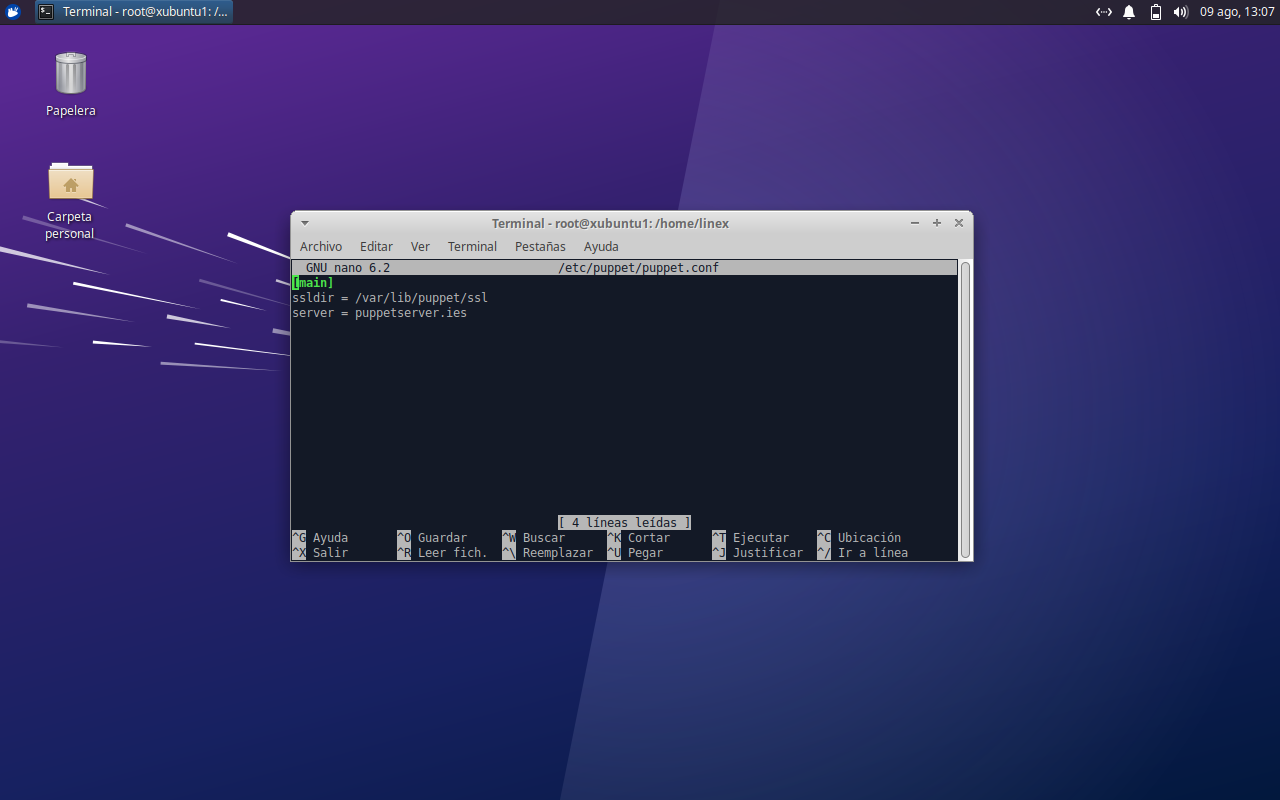 Terminal - root@xubuntu1: /...
09 ago, 13:07
Papelera
Carpeta
personal
Terminal - root@xubuntu1: /home/linex
Archivo Editar Ver Terminal Pestañas Ayuda
GNU nano 6.2 /etc/puppet/puppet.conf
[main]
ssldir = /var/lib/puppet/ssl
server = puppetserver.ies
[ 4 líneas leídas ]
^G Ayuda ^O Guardar ^W Buscar ^K Cortar ^T Ejecutar ^C Ubicación
^X Salir ^R Leer fich. ^\ Reemplazar ^U Pegar ^J Justificar ^/ Ir a línea